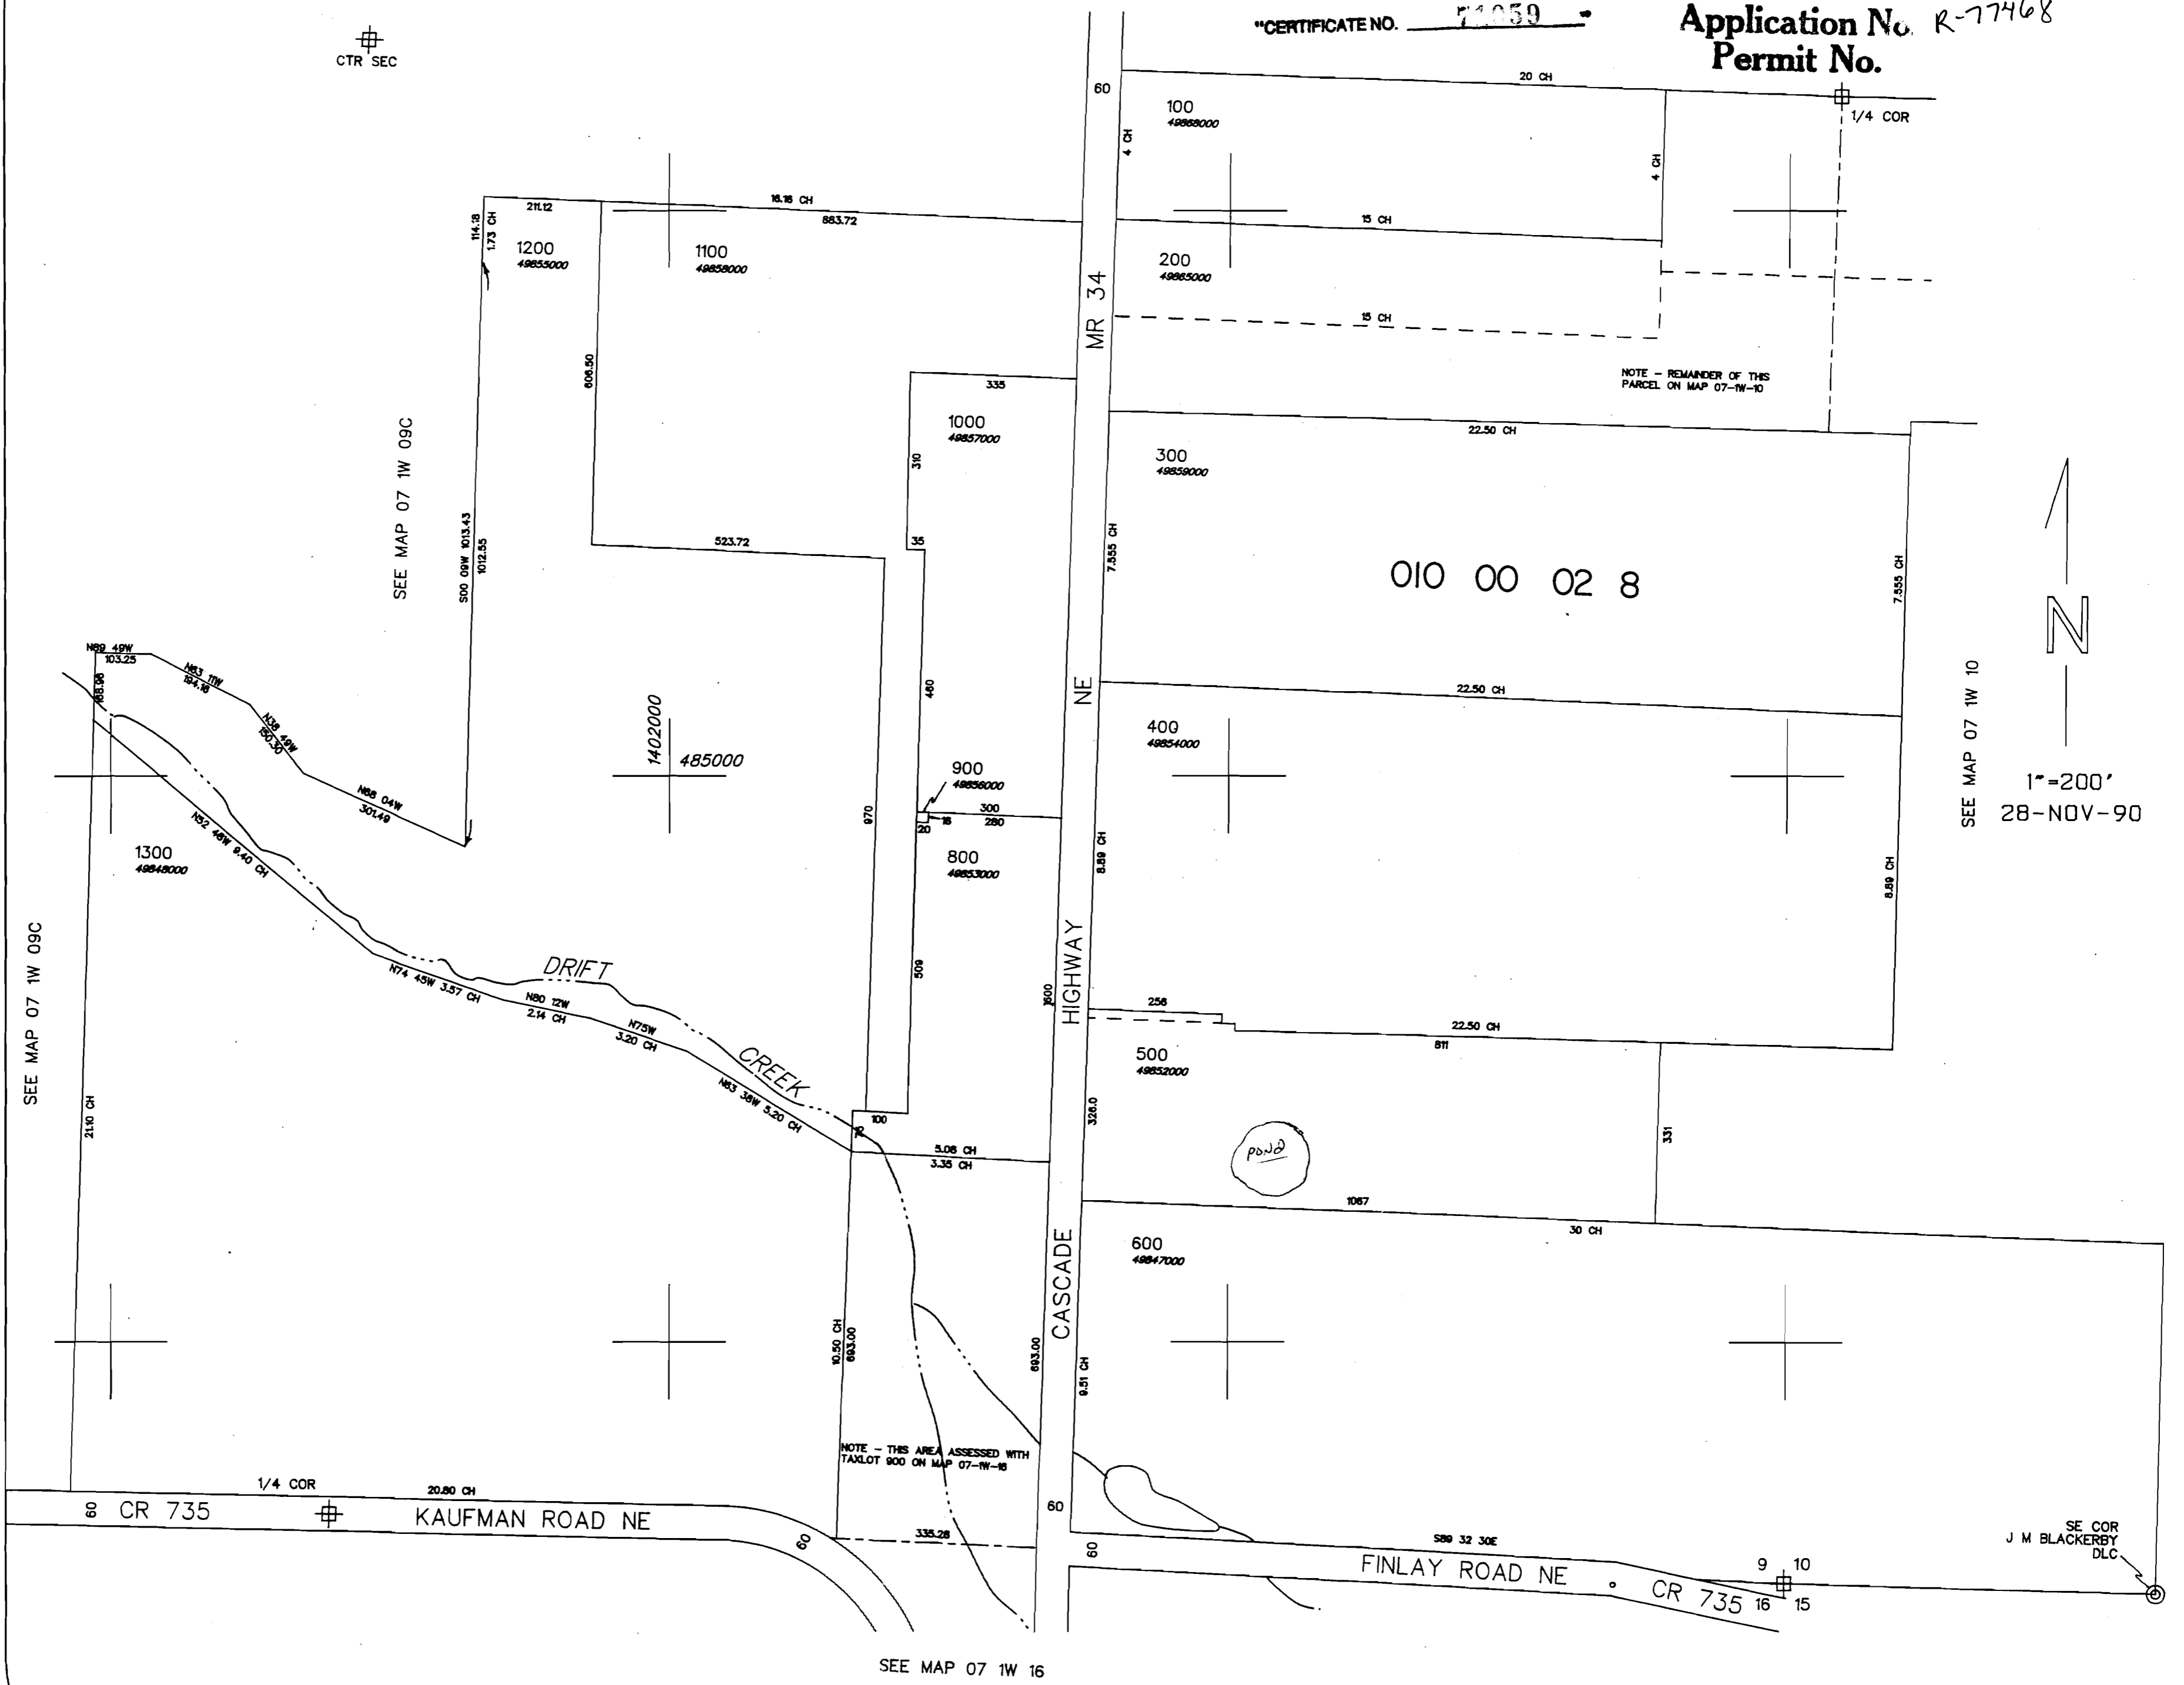 "CERTIFICATE NO.
Application No. R-77468
Permit No.
CTR SEC
20 CH
1/4 COR
60
100
49868000
4 CH
4 CH
211.12
16.16 CH
883.72
15 CH
114.18
1.73 CH
1200
49855000
1100
49858000
200
49865000
MR 34
15 CH
606.50
335
NOTE - REMAINDER OF THIS
PARCEL ON MAP 07-1W-10
1000
49857000
22.50 CH
300
49859000
310
SEE MAP 07 1W 09C
S00 09W 1013.43
1012.55
523.72
35
7.555 CH
7.555 CH
010 00 02 8
N
N89 49W
103.25
168.96
N63 11W
194.16
N38 49W
150.30
N68 04W
301.49
460
NE
22.50 CH
1402000
485000
400
49854000
SEE MAP 07 1W 10
1"=200'
28-NOV-90
900
49856000
300
280
20
16
970
N52 46W 9.40 CH
1300
49848000
800
49853000
8.89 CH
8.89 CH
SEE MAP 07 1W 09C
DRIFT
N74 45W 3.57 CH
N80 12W
2.14 CH
N75W
3.20 CH
509
1600
HIGHWAY
256
22.50 CH
811
500
49852000
CREEK
N63 38W 5.20 CH
100
5.08 CH
3.35 CH
326.0
331
21.10 CH
POND
1067
30 CH
600
49847000
CASCADE
10.50 CH
693.00
693.00
9.51 CH
NOTE - THIS AREA ASSESSED WITH
TAXLOT 900 ON MAP 07-1W-16
1/4 COR
20.80 CH
60
CR 735
KAUFMAN ROAD NE
60
335.28
60
60
S89 32 30E
FINLAY ROAD NE
CR 735
9 10
16 15
SE COR
J M BLACKERBY
DLC
SEE MAP 07 1W 16